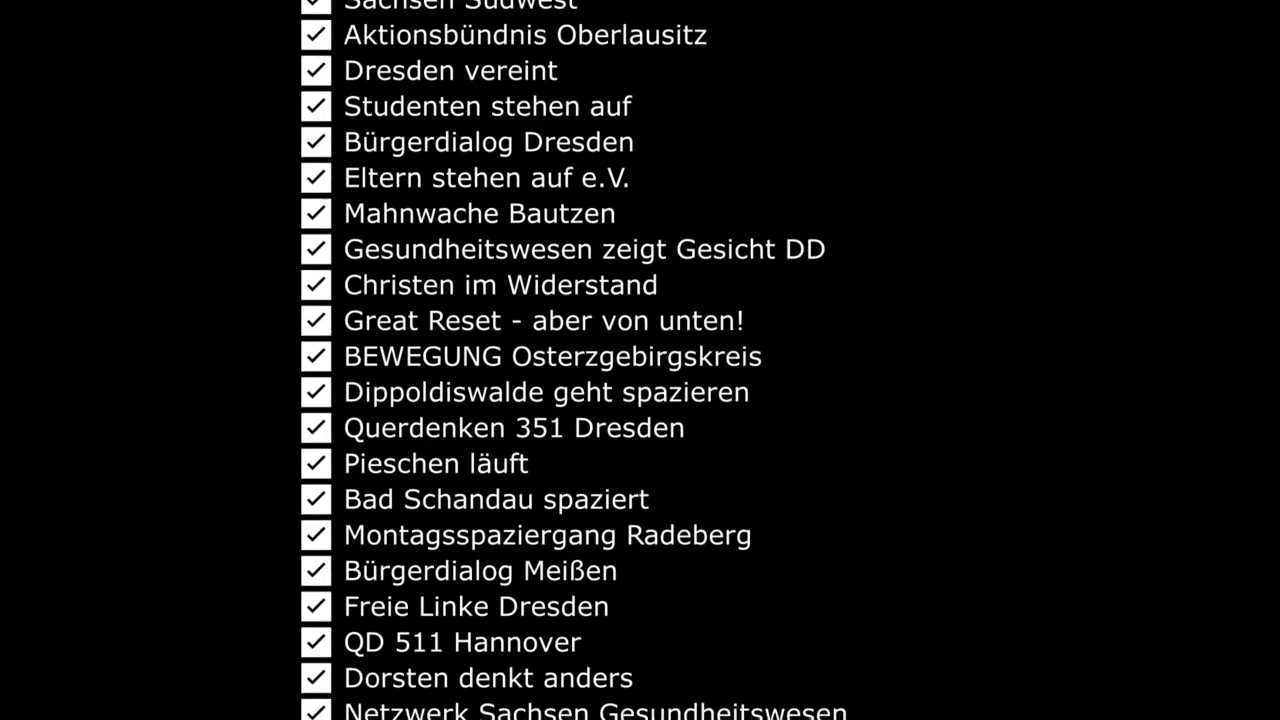 Sachsen Südwest
Aktionsbündnis Oberlausitz
Dresden vereint
Studenten stehen auf
Bürgerdialog Dresden
Eltern stehen auf e.V.
Mahnwache Bautzen
Gesundheitswesen zeigt Gesicht DD
Christen im Widerstand
Great Reset - aber von unten!
BEWEGUNG Osterzgebirgskreis
Dippoldiswalde geht spazieren
Querdenken 351 Dresden
Pieschen läuft
Bad Schandau spaziert
Montagsspaziergang Radeberg
Bürgerdialog Meißen
Freie Linke Dresden
QD 511 Hannover
Dorsten denkt anders
Netzwerk Sachsen Gesundheitswesen